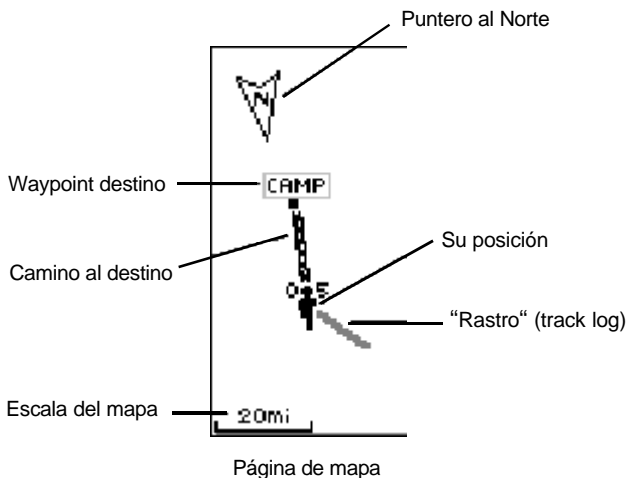 Puntero al Norte
N
Waypoint destino
CAMP
Su posición
Camino al destino
“Rastro“ (track log)
Escala del mapa
20mi
Página de mapa